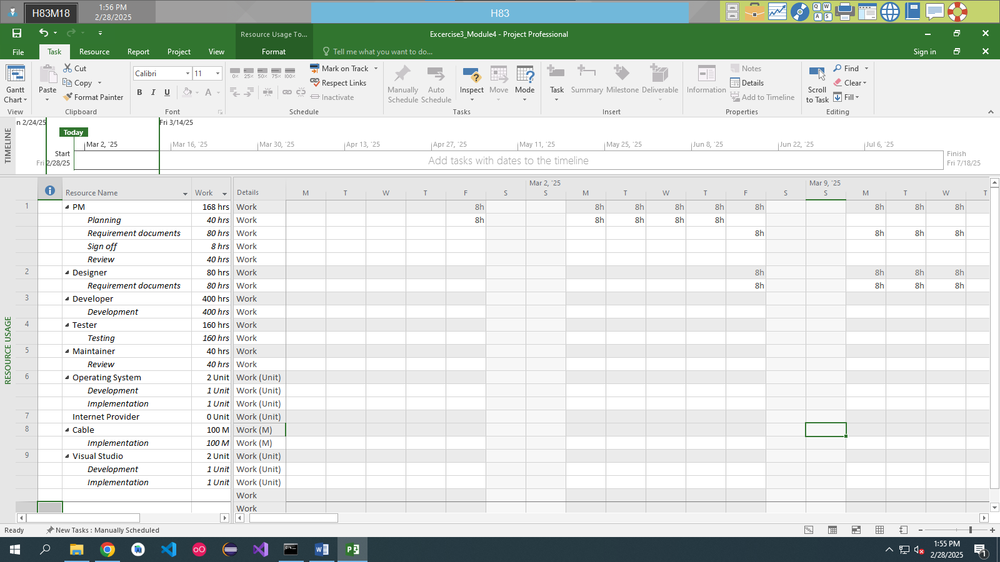 H83M18
1:56 PM
2/28/2025
H83
Q W
A S
Resource Usage To...
Excercise3_Module4 - Project Professional
File
Task
Resource
Report
Project
View
Format
Tell me what you want to do...
Sign in
Gantt Chart
View
Paste
Cut
Copy
Format Painter
Clipboard
Calibri
11
B I U
A
Font
0% 25% 50% 75% 100%
Mark on Track
Respect Links
Inactivate
Schedule
Manually Schedule
Auto Schedule
Inspect
Move
Mode
Tasks
Task
Summary
Milestone
Deliverable
Insert
Information
Notes
Details
Add to Timeline
Properties
Scroll to Task
Find
Clear
Fill
Editing
TIMELINE
n 2/24/25
Fri 3/14/25
Today
Mar 2, '25
Mar 16, '25
Mar 30, '25
Apr 13, '25
Apr 27, '25
May 11, '25
May 25, '25
Jun 8, '25
Jun 22, '25
Jul 6, '25
Start
Fri 2/28/25
Add tasks with dates to the timeline
Finish
Fri 7/18/25
RESOURCE USAGE
Mar 2, '25 Mar 9, '25
Resource Name Work Details M T W T F S S M T W T F S S M T W T
1 PM 168 hrs Work 8h 8h 8h 8h 8h 8h 8h 8h 8h
Planning 40 hrs Work 8h 8h 8h 8h 8h
Requirement documents 80 hrs Work 8h 8h 8h 8h
Sign off 8 hrs Work
Review 40 hrs Work
2 Designer 80 hrs Work 8h 8h 8h 8h
Requirement documents 80 hrs Work 8h 8h 8h 8h
3 Developer 400 hrs Work
Development 400 hrs Work
4 Tester 160 hrs Work
Testing 160 hrs Work
5 Maintainer 40 hrs Work
Review 40 hrs Work
6 Operating System 2 Unit Work (Unit)
Development 1 Unit Work (Unit)
Implementation 1 Unit Work (Unit)
7 Internet Provider 0 Unit Work (Unit)
8 Cable 100 M Work (M)
Implementation 100 M Work (M)
9 Visual Studio 2 Unit Work (Unit)
Development 1 Unit Work (Unit)
Implementation 1 Unit Work (Unit)
Work
Work
Ready
New Tasks : Manually Scheduled
1:55 PM
2/28/2025
1